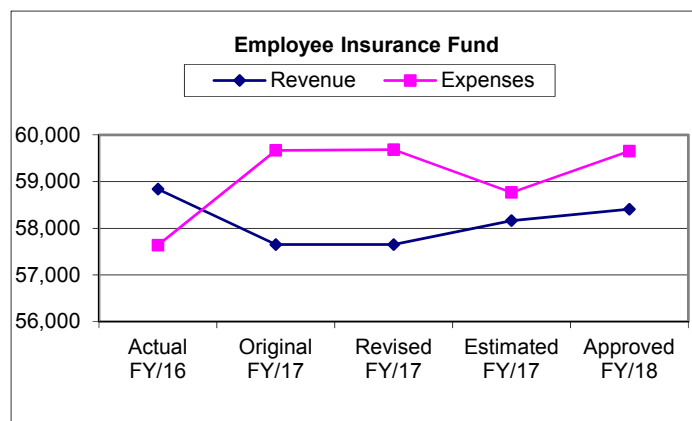 Employee Insurance Fund
Revenue Expenses
60,000
59,000
58,000
57,000
56,000
Actual Original Revised Estimated Approved
FY/16 FY/17 FY/17 FY/17 FY/18